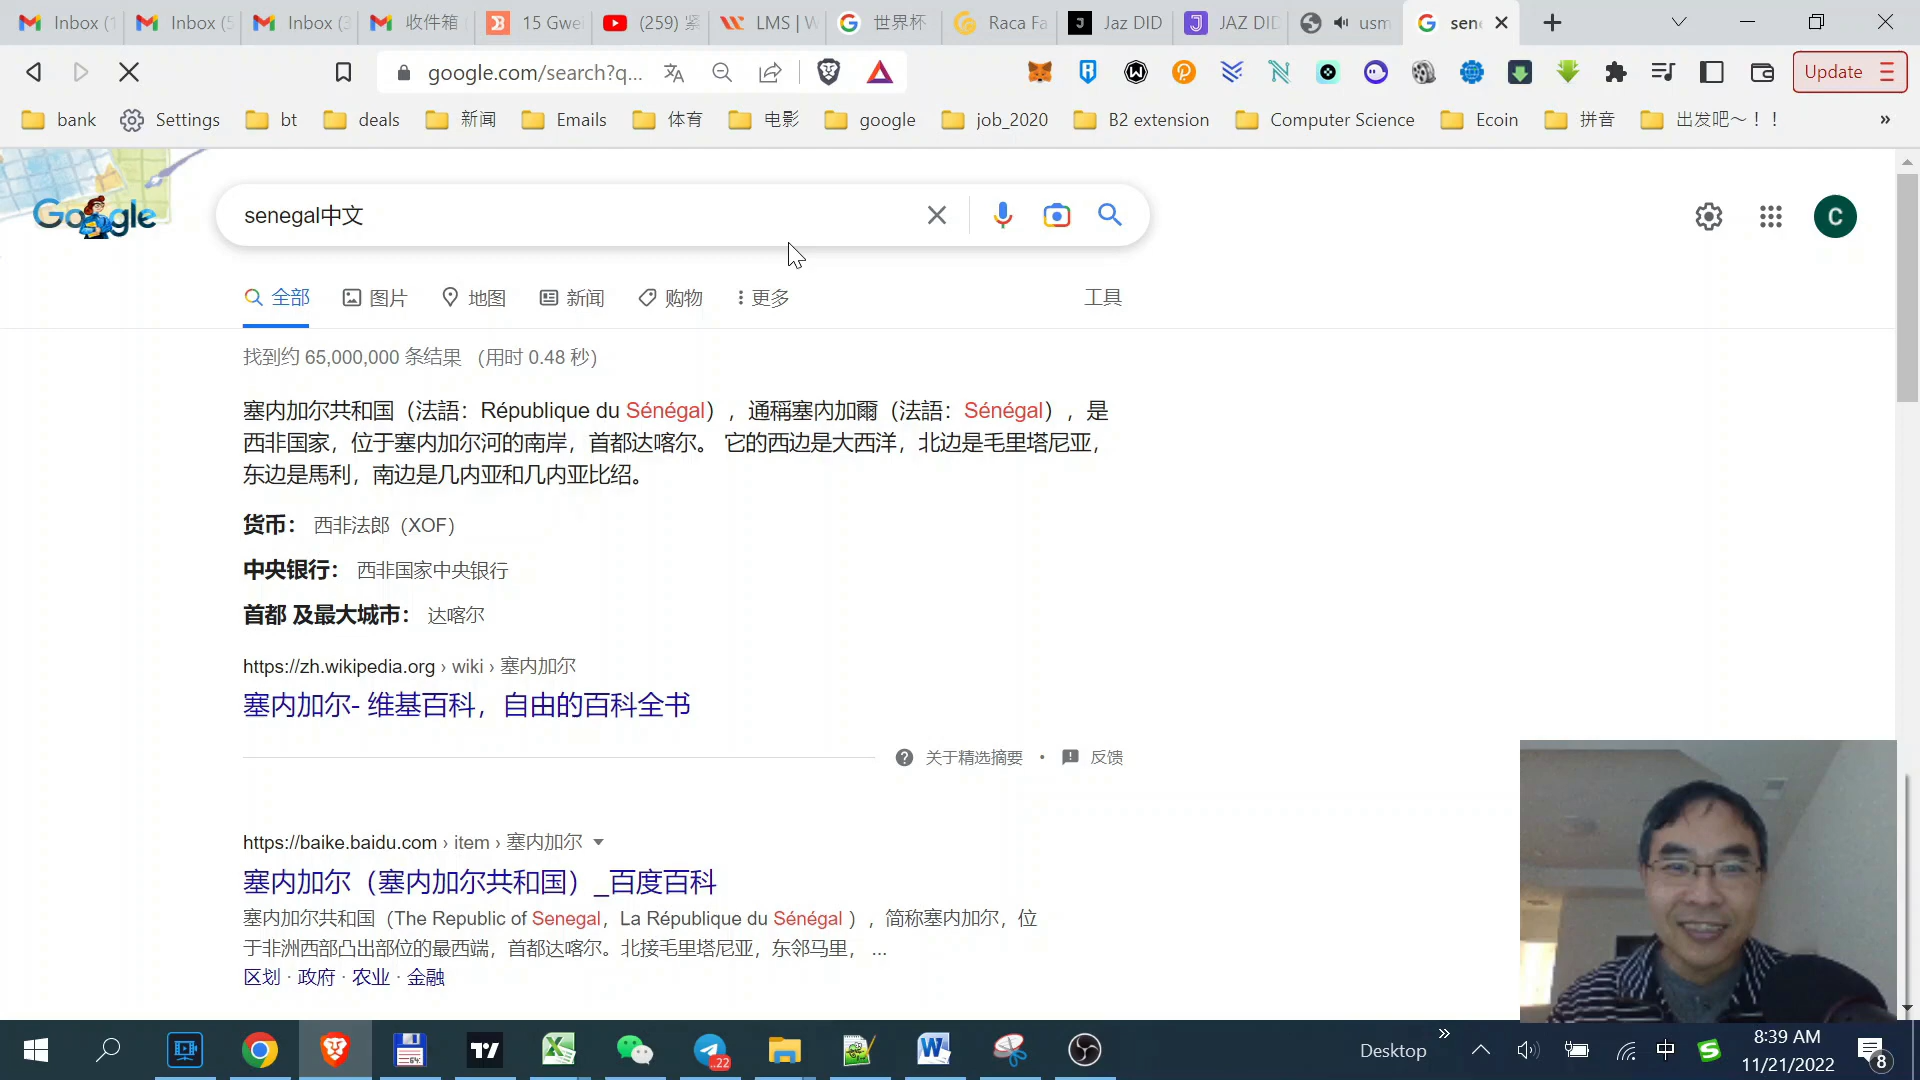 Inbox (1
Inbox (5
Inbox (3
收件箱
15 Gwei
(259) 紧
LMS | W
世界杯
Raca Fa
Jaz DID
JAZ DID
usm
sene
google.com/search?q...
Update
bank
Settings
bt
deals
新闻
Emails
体育
电影
google
job_2020
B2 extension
Computer Science
Ecoin
拼音
出发吧～！！
»
Google
senegal中文
C
全部
图片
地图
新闻
购物
更多
工具
找到约 65,000,000 条结果 （用时 0.48 秒）
塞内加尔共和国（法語：République du Sénégal），通稱塞內加爾（法語：Sénégal），是
西非国家，位于塞内加尔河的南岸，首都达喀尔。 它的西边是大西洋，北边是毛里塔尼亚，
东边是馬利，南边是几内亚和几内亚比绍。
货币： 西非法郎（XOF）
中央银行： 西非国家中央银行
首都 及最大城市： 达喀尔
https://zh.wikipedia.org › wiki › 塞内加尔
塞内加尔- 维基百科，自由的百科全书
关于精选摘要 • 反馈
https://baike.baidu.com › item › 塞内加尔
塞内加尔（塞内加尔共和国）_百度百科
塞内加尔共和国（The Republic of Senegal，La République du Sénégal ），简称塞内加尔，位
于非洲西部凸出部位的最西端，首都达喀尔。北接毛里塔尼亚，东邻马里， ...
区划 · 政府 · 农业 · 金融
64
..22
Desktop
»
中
8:39 AM
11/21/2022
8